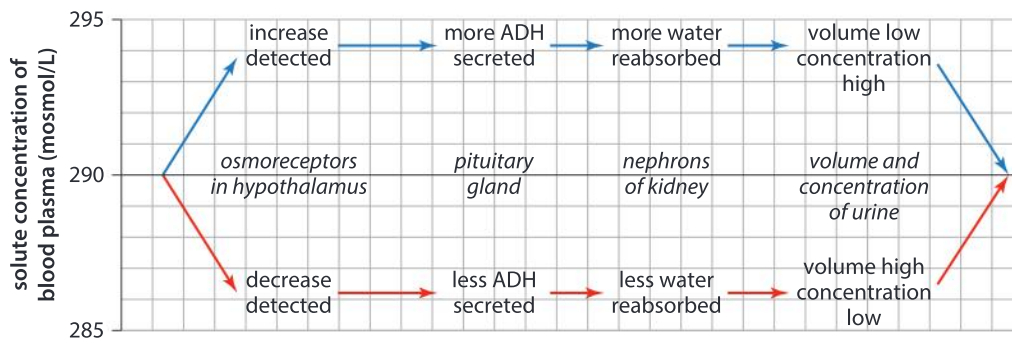 solute concentration of
blood plasma (mosmol/L)
295
290
285
increase
detected
more ADH
secreted
more water
reabsorbed
volume low
concentration
high
osmoreceptors
in hypothalamus
pituitary
gland
nephrons
of kidney
volume and
concentration
of urine
decrease
detected
less ADH
secreted
less water
reabsorbed
volume high
concentration
low